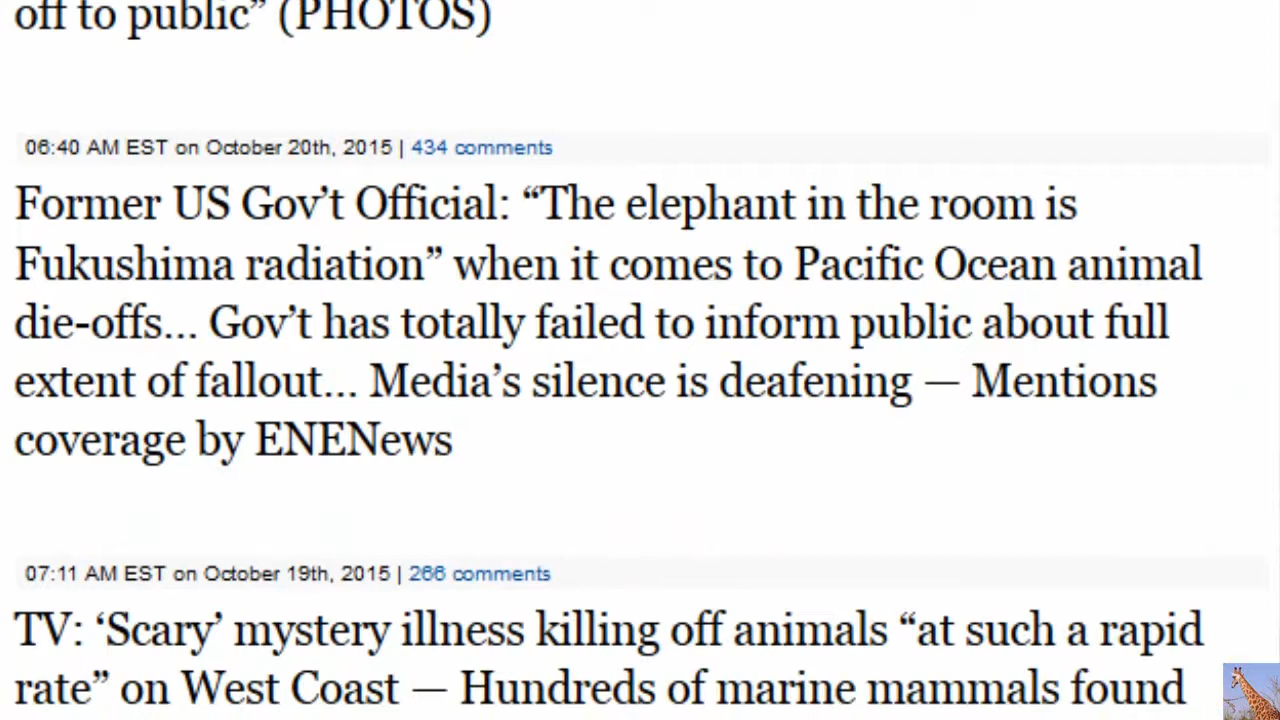 off to public” (PHOTOS)
06:40 AM EST on October 20th, 2015 | 434 comments
Former US Gov’t Official: “The elephant in the room is
Fukushima radiation” when it comes to Pacific Ocean animal
die-offs… Gov’t has totally failed to inform public about full
extent of fallout… Media’s silence is deafening — Mentions
coverage by ENENews
07:11 AM EST on October 19th, 2015 | 266 comments
TV: ‘Scary’ mystery illness killing off animals “at such a rapid
rate” on West Coast — Hundreds of marine mammals found